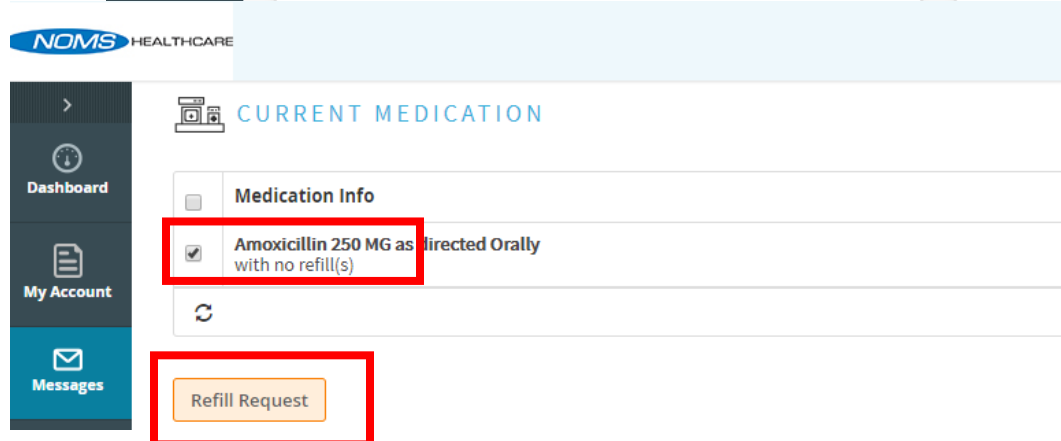 NOMS HEALTHCARE
CURRENT MEDICATION
Dashboard
Medication Info
Amoxicillin 250 MG as directed Orally
with no refill(s)
My Account
Messages
Refill Request